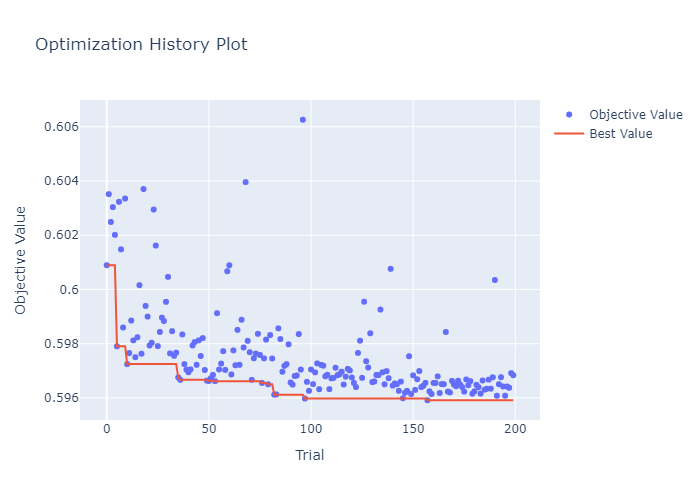 Optimization History Plot
Objective Value
Best Value
0.606
0.604
0.602
0.6
0.598
0.596
Objective Value
0
50
100
150
200
Trial